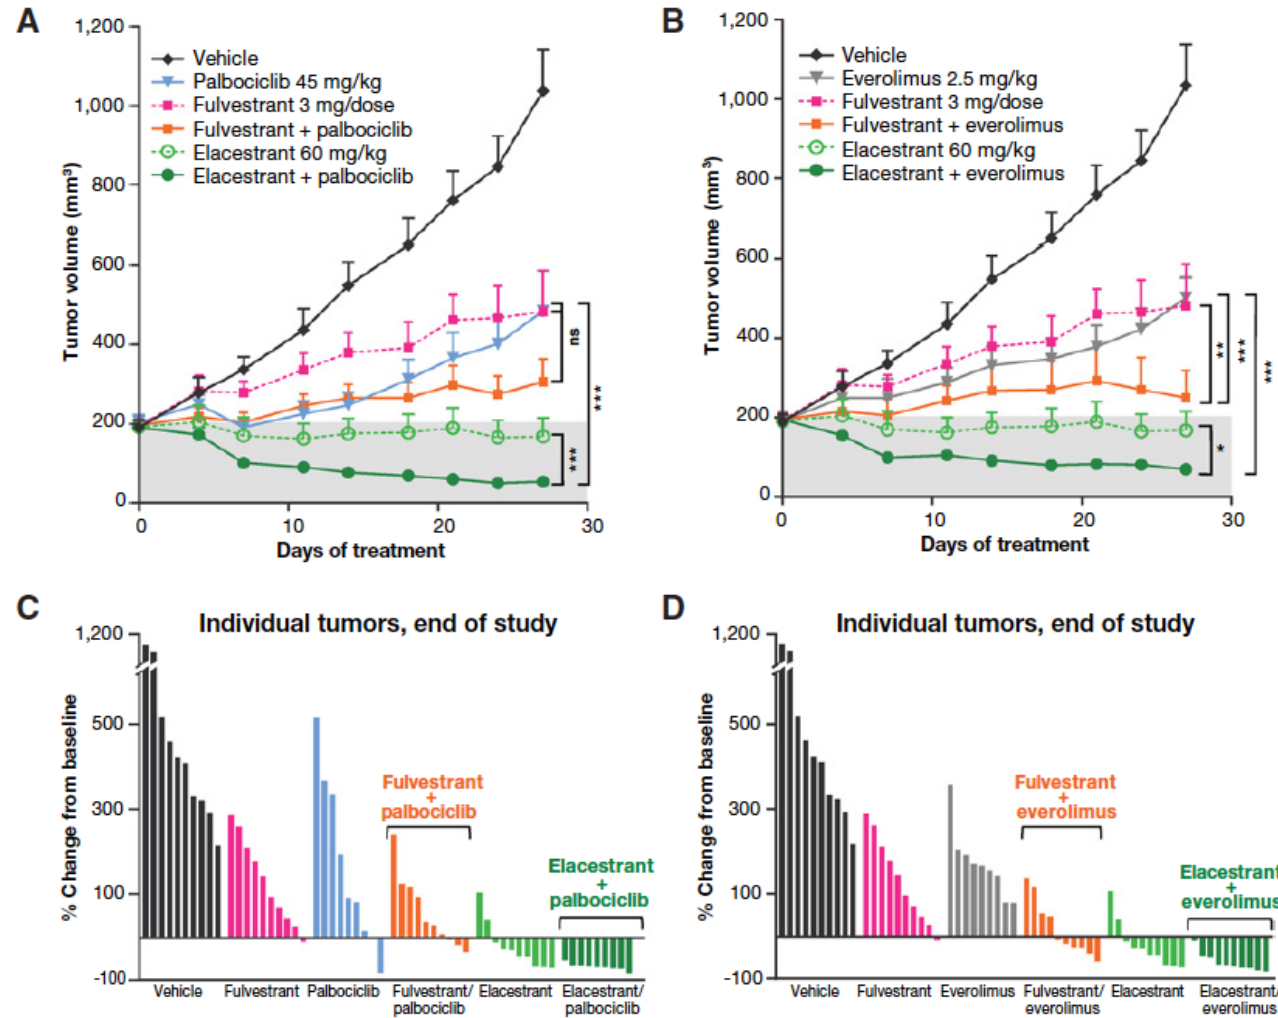 A
1,200
1,000
800
600
400
200
0
Tumor volume (mm³)
Vehicle
Palbociclib 45 mg/kg
Fulvestrant 3 mg/dose
Fulvestrant + palbociclib
Elacestrant 60 mg/kg
Elacestrant + palbociclib
ns
***
***
0 10 20 30
Days of treatment
B
1,200
1,000
800
600
400
200
0
Tumor volume (mm³)
Vehicle
Everolimus 2.5 mg/kg
Fulvestrant 3 mg/dose
Fulvestrant + everolimus
Elacestrant 60 mg/kg
Elacestrant + everolimus
**
***
***
*
0 10 20 30
Days of treatment
C
Individual tumors, end of study
1,200
500
300
100
-100
% Change from baseline
Fulvestrant
+
palbociclib
Elacestrant
+
palbociclib
Vehicle Fulvestrant Palbociclib Fulvestrant/ Elacestrant Elacestrant/
palbociclib palbociclib
D
Individual tumors, end of study
1,200
500
300
100
-100
% Change from baseline
Fulvestrant
+
everolimus
Elacestrant
+
everolimus
Vehicle Fulvestrant Everolimus Fulvestrant/ Elacestrant Elacestrant/
everolimus everolimus